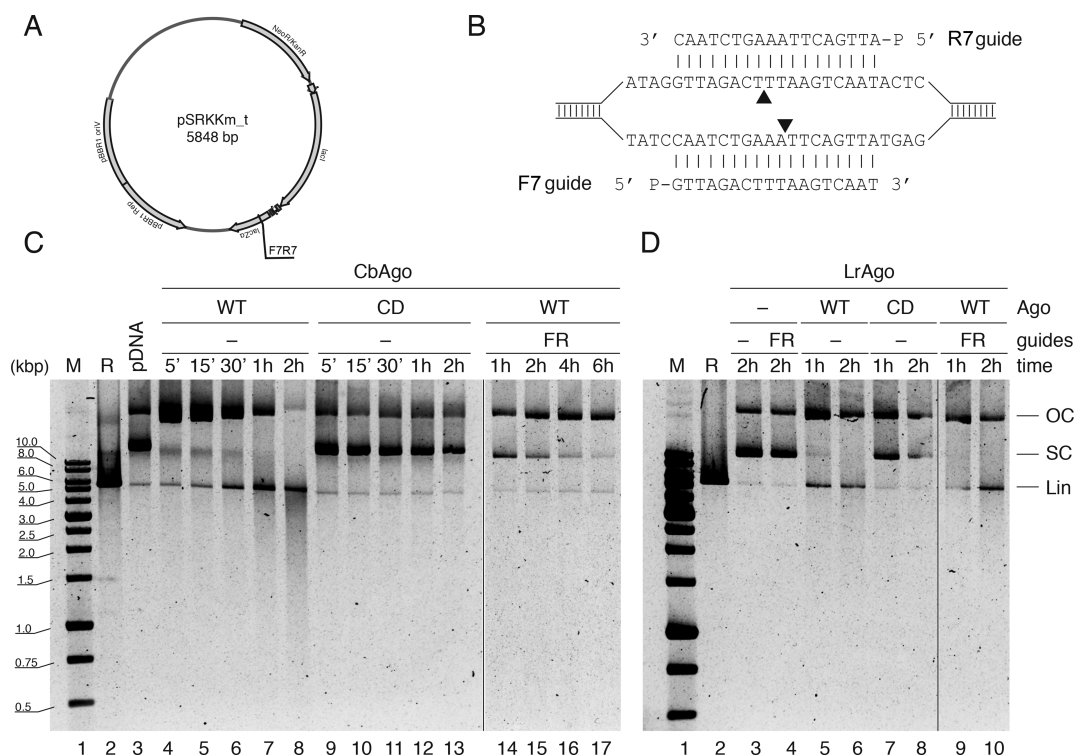 A
NeoR/KanR
pSRKKm_t
5848 bp
lacI
pBBR1 oriV
pBBR1 Rep
lacZα
F7R7
B
3' CAATCTGAAATTCAGTTA-P 5' R7 guide
ATAGGTTAGACTTTAAGTCAATACTC
TATCCAATCTGAAATTCAGTTATGAG
F7 guide 5' P-GTTAGACTTTAAGTCAAT 3'
C
CbAgo
WT CD WT
– – FR
(kbp) M R pDNA 5' 15' 30' 1h 2h 5' 15' 30' 1h 2h 1h 2h 4h 6h
10.0
8.0
6.0
5.0
4.0
3.0
2.5
2.0
1.5
1.0
0.75
0.5
1 2 3 4 5 6 7 8 9 10 11 12 13 14 15 16 17
D
LrAgo
– WT CD WT Ago
– FR – – FR guides
M R 2h 2h 1h 2h 1h 2h 1h 2h time
OC
SC
Lin
1 2 3 4 5 6 7 8 9 10